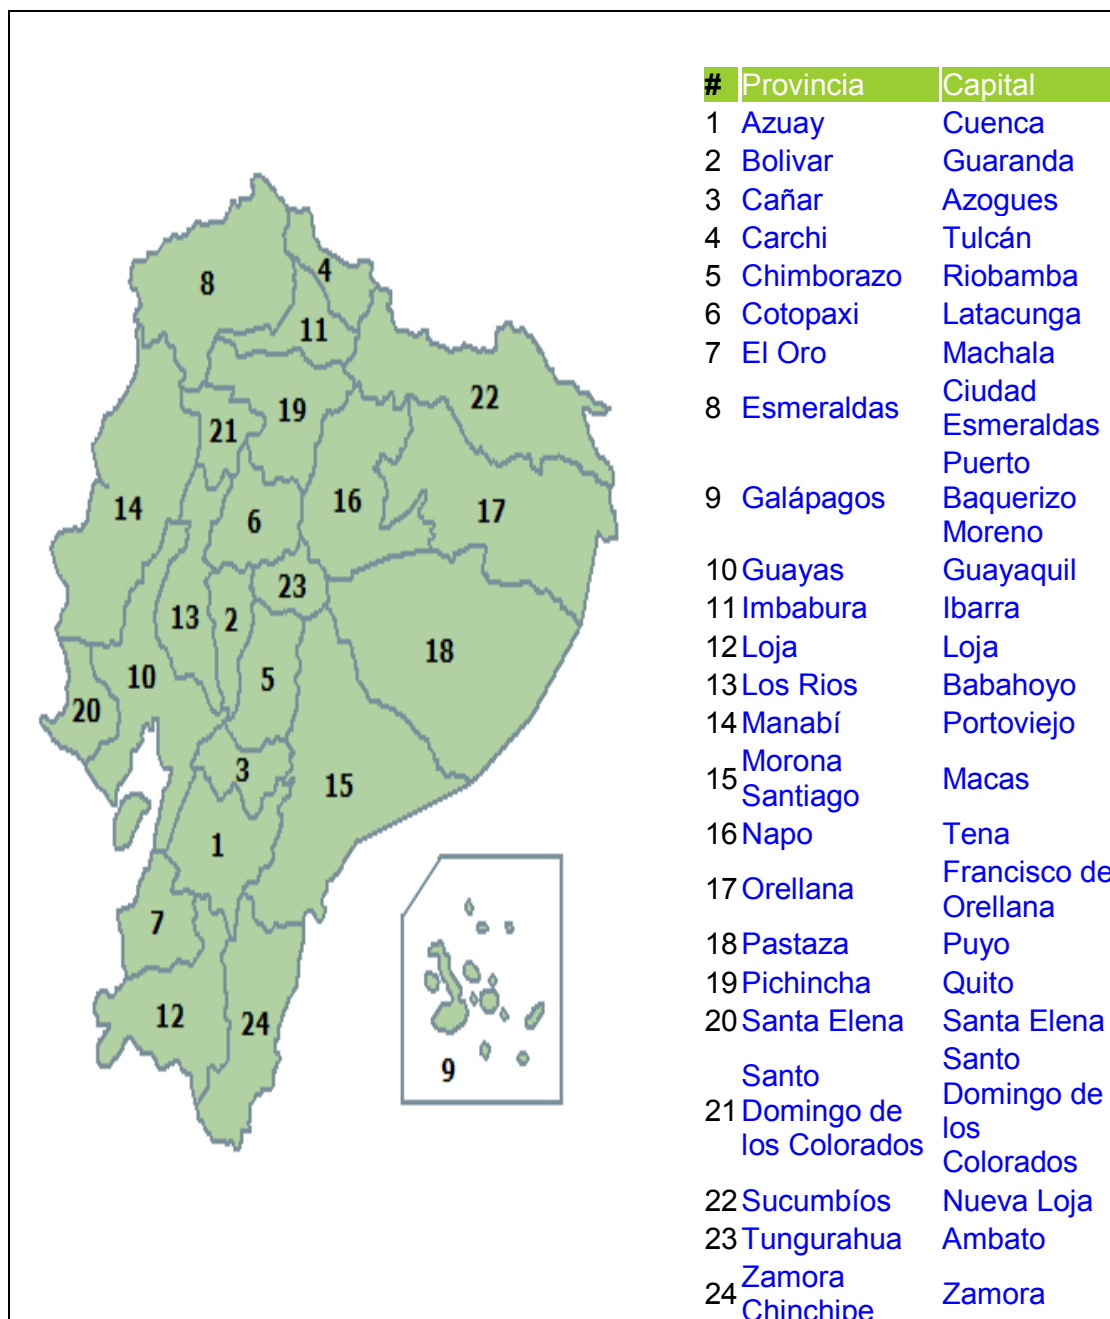 # Provincia Capital
1 Azuay Cuenca
2 Bolivar Guaranda
3 Cañar Azogues
4 Carchi Tulcán
5 Chimborazo Riobamba
6 Cotopaxi Latacunga
7 El Oro Machala
8 Esmeraldas Ciudad
Esmeraldas
9 Galápagos Puerto
Baquerizo
Moreno
10 Guayas Guayaquil
11 Imbabura Ibarra
12 Loja Loja
13 Los Rios Babahoyo
14 Manabí Portoviejo
15 Morona
Santiago Macas
16 Napo Tena
17 Orellana Francisco de
Orellana
18 Pastaza Puyo
19 Pichincha Quito
20 Santa Elena Santa Elena
21 Santo
Domingo de
los Colorados
Santo
Domingo de
los
Colorados
22 Sucumbíos Nueva Loja
23 Tungurahua Ambato
24 Zamora
Chinchipe Zamora
8
4
11
22
19
21
14
16
17
6
23
13
2
18
10
5
20
3
15
1
7
12
24
9